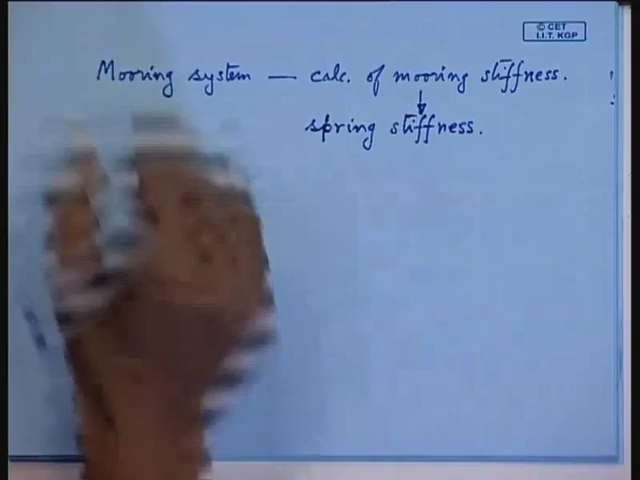 © CET
I.I.T. KGP
Mooring system — calc. of mooring stiffness.
spring stiffness.